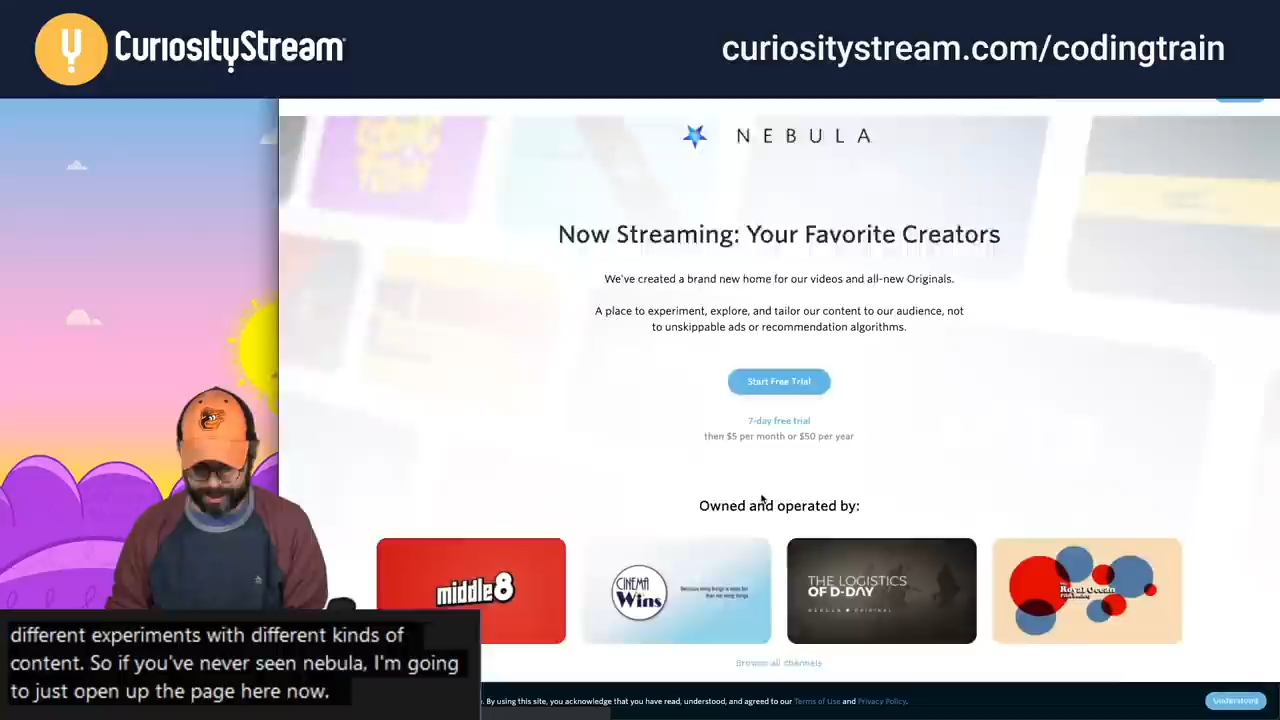 CURIOSITYSTREAM
curiositystream.com/codingtrain
NEBULA
Now Streaming: Your Favorite Creators
We've created a brand new home for our videos and all-new Originals.
A place to experiment, explore, and tailor our content to our audience, not
to unskippable ads or recommendation algorithms.
Start Free Trial
7-day free trial
then $5 per month or $50 per year
Owned and operated by:
middle8
CINEMA
Wins
THE LOGISTICS
OF D-DAY
NEBULA ORIGINAL
Royal Ocean
Browse all channels
different experiments with different kinds of
content. So if you've never seen nebula, I'm going
to just open up the page here now.
By using this site, you acknowledge that you have read, understood, and agreed to our Terms of Use and Privacy Policy.
Understood